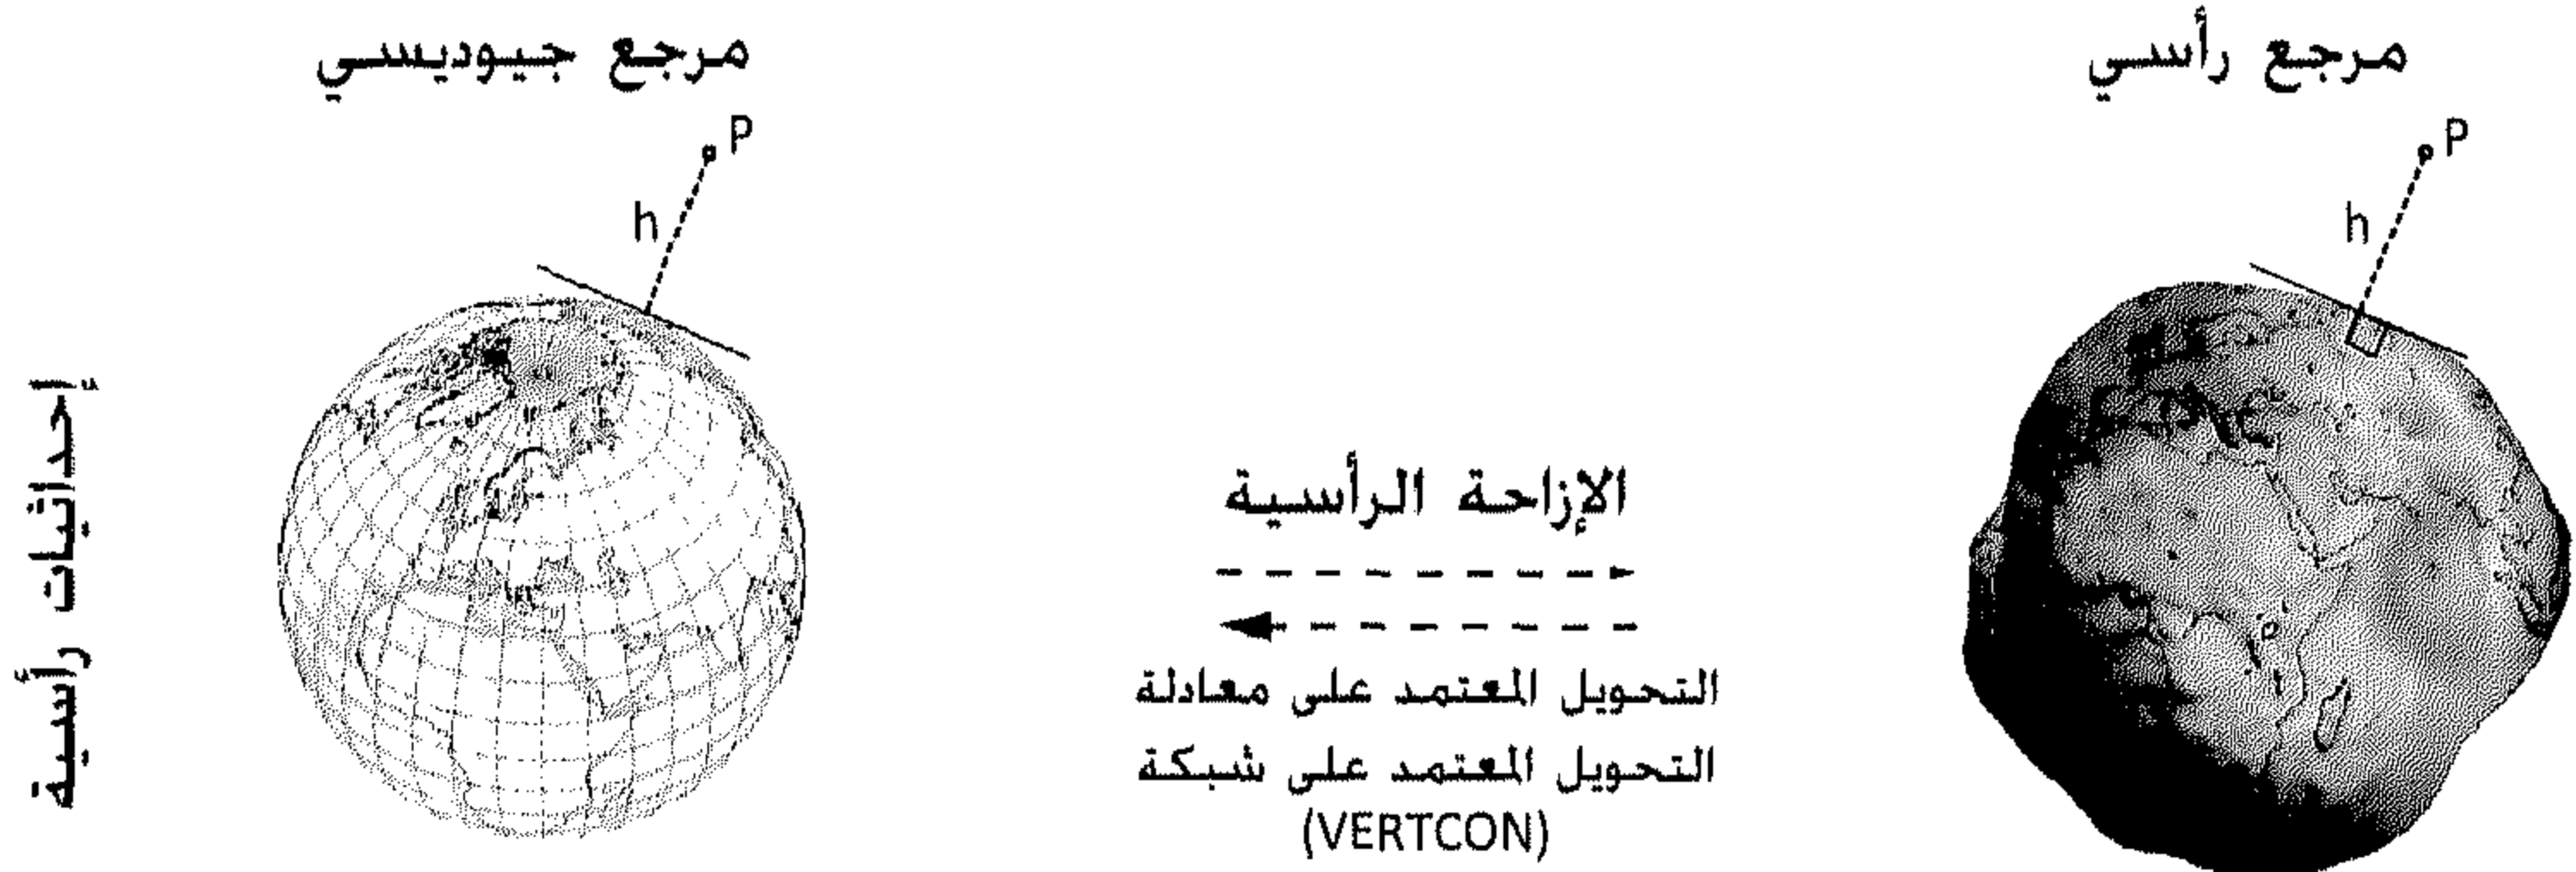 مرجع رأسي
مرجع جيوديسي
P
P
h
h
إحداثيات رأسية
الإزاحة الرأسية
التحويل المعتمد على معادلة
التحويل المعتمد على شبكة
(VERTCON)